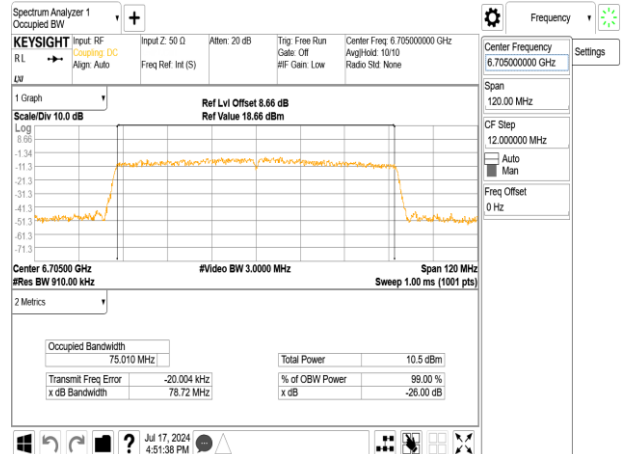 Spectrum Analyzer 1
Occupied BW
KEYSIGHT
RL
Input: RF
Coupling: DC
Align: Auto
Input Z: 50 Ω
Freq Ref: Int (S)
Atten: 20 dB
Trig: Free Run
Gate: Off
#IF Gain: Low
Center Freq: 6.705000000 GHz
Avg|Hold: 10/10
Radio Std: None
LXI
1 Graph
Scale/Div 10.0 dB
Ref Lvl Offset 8.66 dB
Ref Value 18.66 dBm
Log
8.66
-1.34
-11.3
-21.3
-31.3
-41.3
-51.3
-61.3
-71.3
Center 6.70500 GHz
#Res BW 910.00 kHz
#Video BW 3.0000 MHz
Span 120 MHz
Sweep 1.00 ms (1001 pts)
2 Metrics
Occupied Bandwidth
75.010 MHz
Transmit Freq Error -20.004 kHz
x dB Bandwidth 78.72 MHz
Total Power 10.5 dBm
% of OBW Power 99.00 %
x dB -26.00 dB
Jul 17, 2024
4:51:38 PM
Frequency
Settings
Center Frequency
6.705000000 GHz
Span
120.00 MHz
CF Step
12.000000 MHz
Auto
Man
Freq Offset
0 Hz